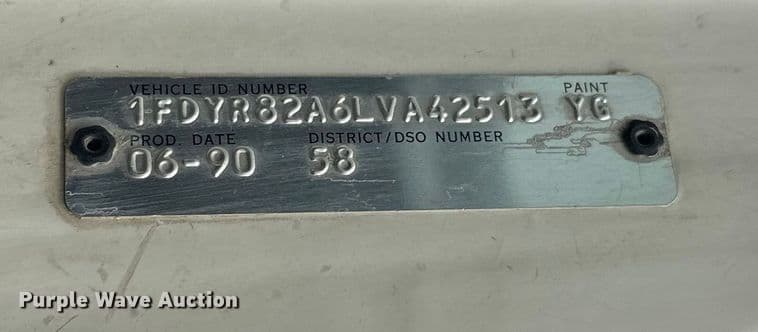 VEHICLE ID NUMBER PAINT
1FDYR82A6LVA42513 YG
PROD. DATE DISTRICT/DSO NUMBER
06-90 58
Purple Wave Auction